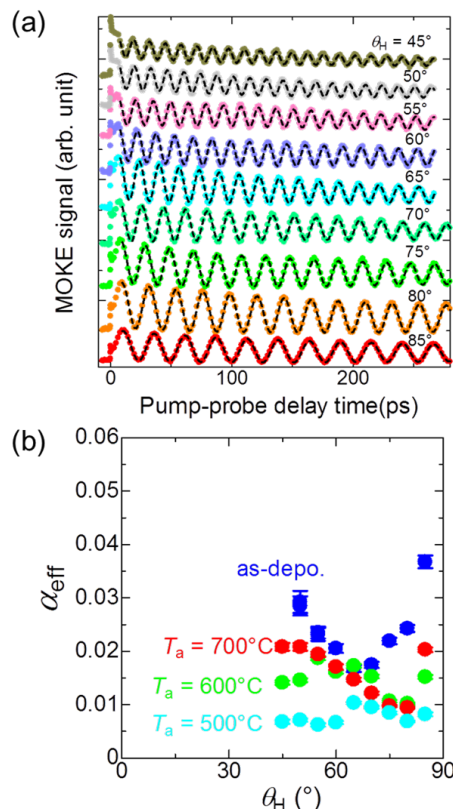 (a)
θH = 45°
50°
55°
60°
65°
70°
75°
80°
85°
MOKE signal (arb. unit)
0 100 200
Pump-probe delay time(ps)
(b)
0.06
0.05
0.04
0.03
0.02
0.01
0
αeff
as-depo.
Ta = 700°C
Ta = 600°C
Ta = 500°C
0 30 60 90
θH (°)